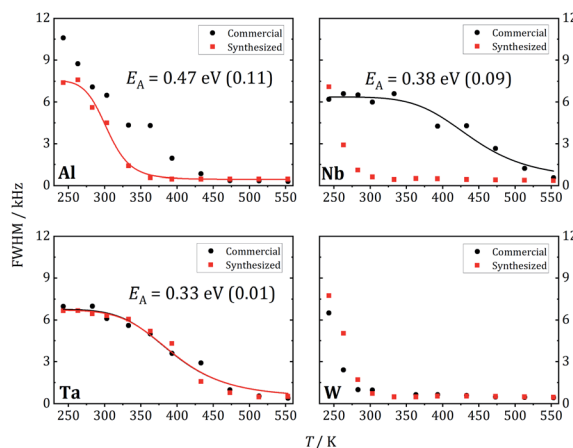 12
9
6
3
0
Commercial
Synthesized
E_A = 0.47 eV (0.11)
Al
250 300 350 400 450 500 550
12
9
6
3
0
Commercial
Synthesized
E_A = 0.38 eV (0.09)
Nb
250 300 350 400 450 500 550
FWHM / kHz
12
9
6
3
0
Commercial
Synthesized
E_A = 0.33 eV (0.01)
Ta
250 300 350 400 450 500 550
12
9
6
3
0
Commercial
Synthesized
W
250 300 350 400 450 500 550
T / K